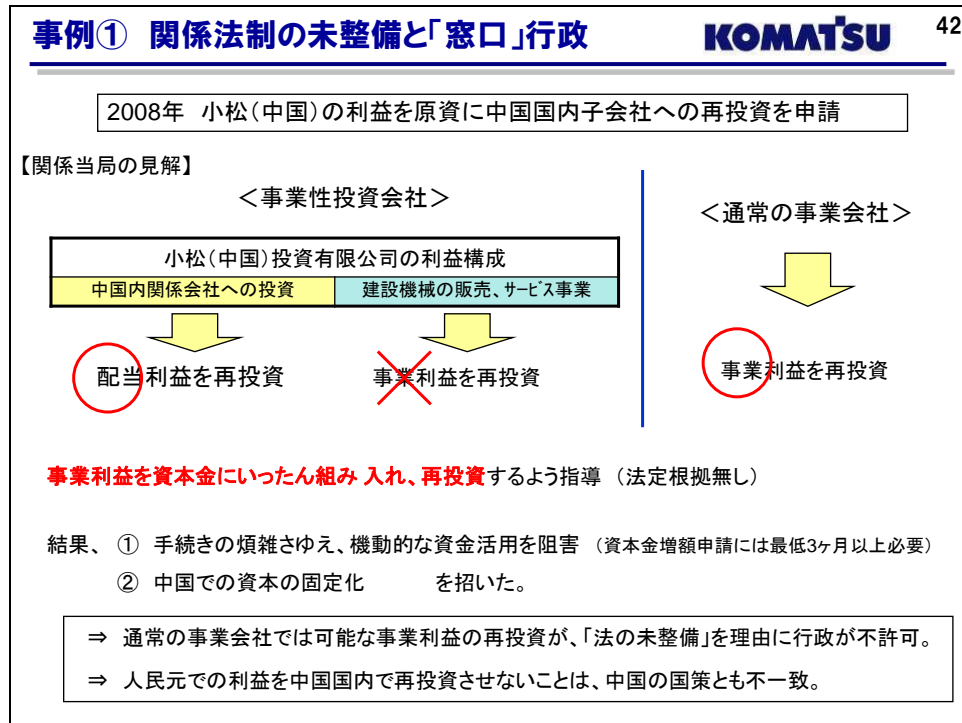 事例① 関係法制の未整備と「窓口」行政
KOMATSU
42
2008年 小松(中国)の利益を原資に中国国内子会社への再投資を申請
【関係当局の見解】
＜事業性投資会社＞
小松(中国)投資有限公司の利益構成
中国内関係会社への投資
建設機械の販売、サービス事業
配当利益を再投資
事業利益を再投資
＜通常の事業会社＞
事業利益を再投資
事業利益を資本金にいったん組み 入れ、再投資するよう指導 (法定根拠無し)
結果、 ① 手続きの煩雑さゆえ、機動的な資金活用を阻害 (資本金増額申請には最低3ヶ月以上必要)
② 中国での資本の固定化 を招いた。
⇒ 通常の事業会社では可能な事業利益の再投資が、「法の未整備」を理由に行政が不許可。
⇒ 人民元での利益を中国国内で再投資させないことは、中国の国策とも不一致。